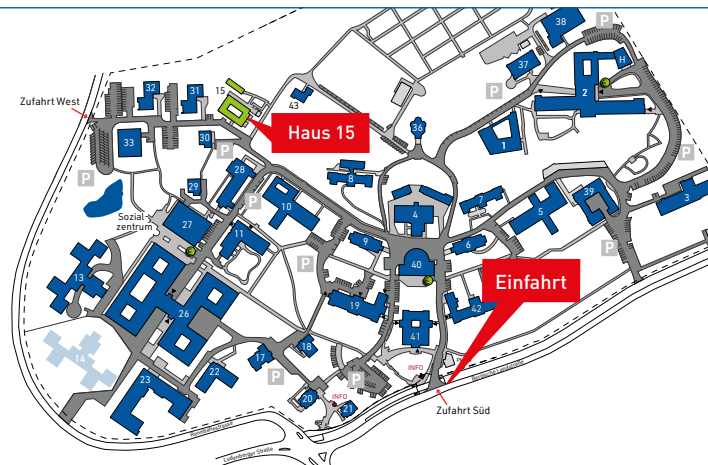 P
38
37
H
2
P
32
31
15
43
Zufahrt West
Haus 15
36
1
33
30
P
P
28
8
P
29
10
7
39
3
4
5
Sozial-
zentrum
27
11
9
6
P
40
P
13
Einfahrt
19
42
26
41
14
18
17
INFO
P
22
P
23
20
INFO
21
Zufahrt Süd